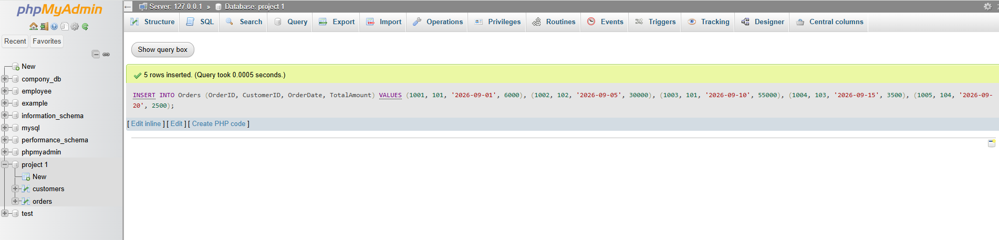 phpMyAdmin
Recent Favorites
New
compony_db
employee
example
information_schema
mysql
performance_schema
phpmyadmin
project 1
New
customers
orders
test
Server: 127.0.0.1 » Database: project 1
Structure SQL Search Query Export Import Operations Privileges Routines Events Triggers Tracking Designer Central columns
Show query box
5 rows inserted. (Query took 0.0005 seconds.)
INSERT INTO Orders (OrderID, CustomerID, OrderDate, TotalAmount) VALUES (1001, 101, '2026-09-01', 6000), (1002, 102, '2026-09-05', 30000), (1003, 101, '2026-09-10', 55000), (1004, 103, '2026-09-15', 3500), (1005, 104, '2026-09-
20', 2500);
[ Edit inline ] [ Edit ] [ Create PHP code ]